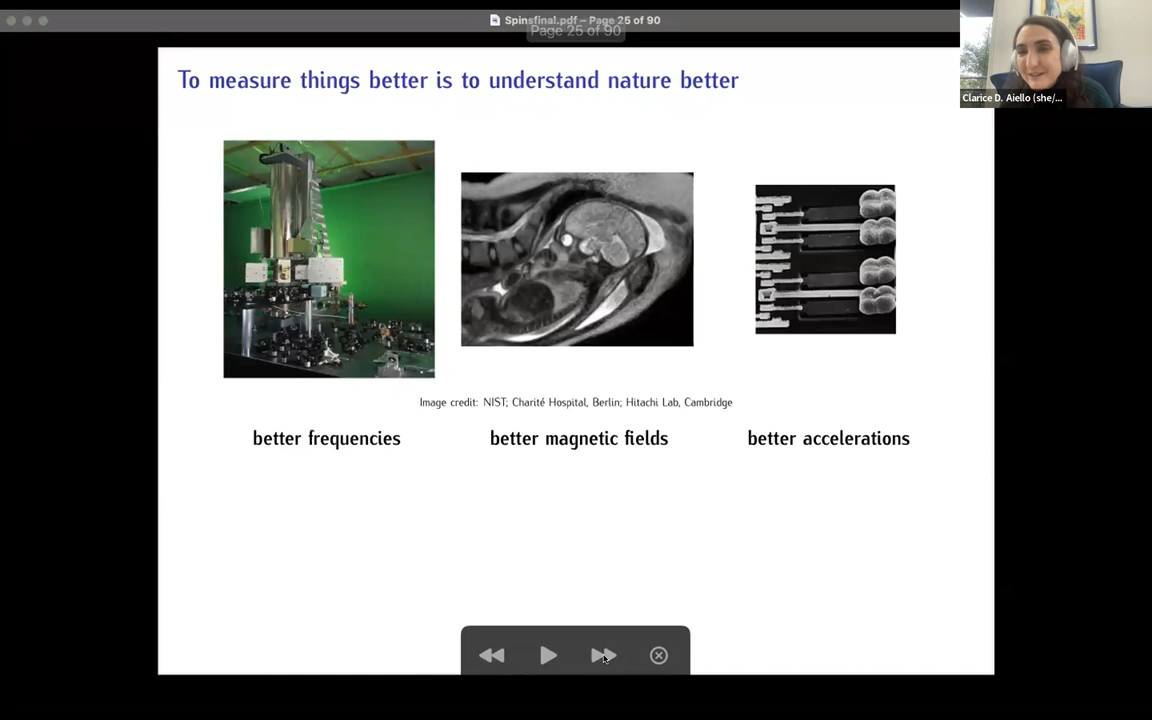 Spinsfinal.pdf – Page 25 of 90
Page 25 of 90
Clarice D. Aiello (she/...
To measure things better is to understand nature better
Image credit: NIST; Charité Hospital, Berlin; Hitachi Lab, Cambridge
better frequencies
better magnetic fields
better accelerations